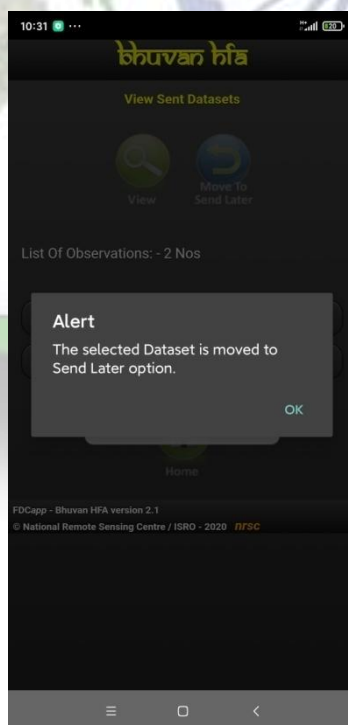 10:31
bhuvan hfa
View Sent Datasets
View
Move To
Send Later
List Of Observations: - 2 Nos
Alert
The selected Dataset is moved to
Send Later option.
OK
Home
FDCapp - Bhuvan HFA version 2.1
© National Remote Sensing Centre / ISRO - 2020 nrsc